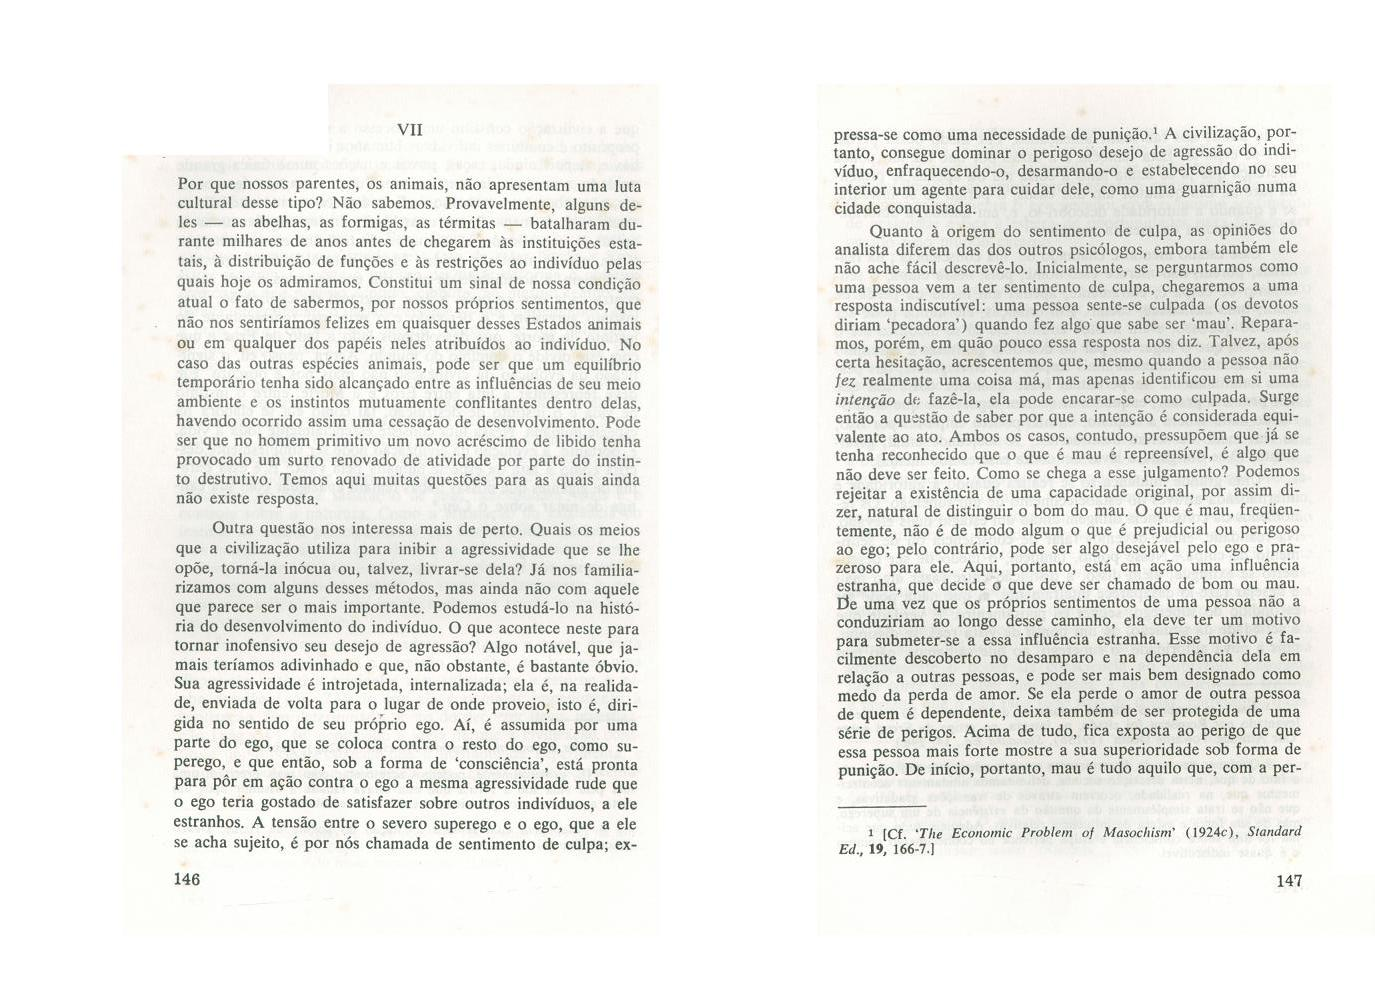 VII
Por que nossos parentes, os animais, não apresentam uma luta
cultural desse tipo? Não sabemos. Provavelmente, alguns de-
les — as abelhas, as formigas, as térmitas — batalharam du-
rante milhares de anos antes de chegarem às instituições esta-
tais, à distribuição de funções e às restrições ao indivíduo pelas
quais hoje os admiramos. Constitui um sinal de nossa condição
atual o fato de sabermos, por nossos próprios sentimentos, que
não nos sentiríamos felizes em quaisquer desses Estados animais
ou em qualquer dos papéis neles atribuídos ao indivíduo. No
caso das outras espécies animais, pode ser que um equilíbrio
temporário tenha sido alcançado entre as influências de seu meio
ambiente e os instintos mutuamente conflitantes dentro delas,
havendo ocorrido assim uma cessação de desenvolvimento. Pode
ser que no homem primitivo um novo acréscimo de libido tenha
provocado um surto renovado de atividade por parte do instin-
to destrutivo. Temos aqui muitas questões para as quais ainda
não existe resposta.
Outra questão nos interessa mais de perto. Quais os meios
que a civilização utiliza para inibir a agressividade que se lhe
opõe, torná-la inócua ou, talvez, livrar-se dela? Já nos familia-
rizamos com alguns desses métodos, mas ainda não com aquele
que parece ser o mais importante. Podemos estudá-lo na histó-
ria do desenvolvimento do indivíduo. O que acontece neste para
tornar inofensivo seu desejo de agressão? Algo notável, que ja-
mais teríamos adivinhado e que, não obstante, é bastante óbvio.
Sua agressividade é introjetada, internalizada; ela é, na realida-
de, enviada de volta para o lugar de onde proveio, isto é, diri-
gida no sentido de seu próprio ego. Aí, é assumida por uma
parte do ego, que se coloca contra o resto do ego, como su-
perego, e que então, sob a forma de ‘consciência’, está pronta
para pôr em ação contra o ego a mesma agressividade rude que
o ego teria gostado de satisfazer sobre outros indivíduos, a ele
estranhos. A tensão entre o severo superego e o ego, que a ele
se acha sujeito, é por nós chamada de sentimento de culpa; ex-
146
pressa-se como uma necessidade de punição.¹ A civilização, por-
tanto, consegue dominar o perigoso desejo de agressão do indi-
víduo, enfraquecendo-o, desarmando-o e estabelecendo no seu
interior um agente para cuidar dele, como uma guarnição numa
cidade conquistada.
Quanto à origem do sentimento de culpa, as opiniões do
analista diferem das dos outros psicólogos, embora também ele
não ache fácil descrevê-lo. Inicialmente, se perguntarmos como
uma pessoa vem a ter sentimento de culpa, chegaremos a uma
resposta indiscutível: uma pessoa sente-se culpada (os devotos
diriam ‘pecadora’) quando fez algo que sabe ser ‘mau’. Repara-
mos, porém, em quão pouco essa resposta nos diz. Talvez, após
certa hesitação, acrescentemos que, mesmo quando a pessoa não
fez realmente uma coisa má, mas apenas identificou em si uma
intenção de fazê-la, ela pode encarar-se como culpada. Surge
então a questão de saber por que a intenção é considerada equi-
valente ao ato. Ambos os casos, contudo, pressupõem que já se
tenha reconhecido que o que é mau é repreensível, é algo que
não deve ser feito. Como se chega a esse julgamento? Podemos
rejeitar a existência de uma capacidade original, por assim di-
zer, natural de distinguir o bom do mau. O que é mau, freqüen-
temente, não é de modo algum o que é prejudicial ou perigoso
ao ego; pelo contrário, pode ser algo desejável pelo ego e pra-
zeroso para ele. Aqui, portanto, está em ação uma influência
estranha, que decide o que deve ser chamado de bom ou mau.
De uma vez que os próprios sentimentos de uma pessoa não a
conduziriam ao longo desse caminho, ela deve ter um motivo
para submeter-se a essa influência estranha. Esse motivo é fa-
cilmente descoberto no desamparo e na dependência dela em
relação a outras pessoas, e pode ser mais bem designado como
medo da perda de amor. Se ela perde o amor de outra pessoa
de quem é dependente, deixa também de ser protegida de uma
série de perigos. Acima de tudo, fica exposta ao perigo de que
essa pessoa mais forte mostre a sua superioridade sob forma de
punição. De início, portanto, mau é tudo aquilo que, com a per-
¹ [Cf. ‘The Economic Problem of Masochism’ (1924c), Standard
Ed., 19, 166-7.]
147